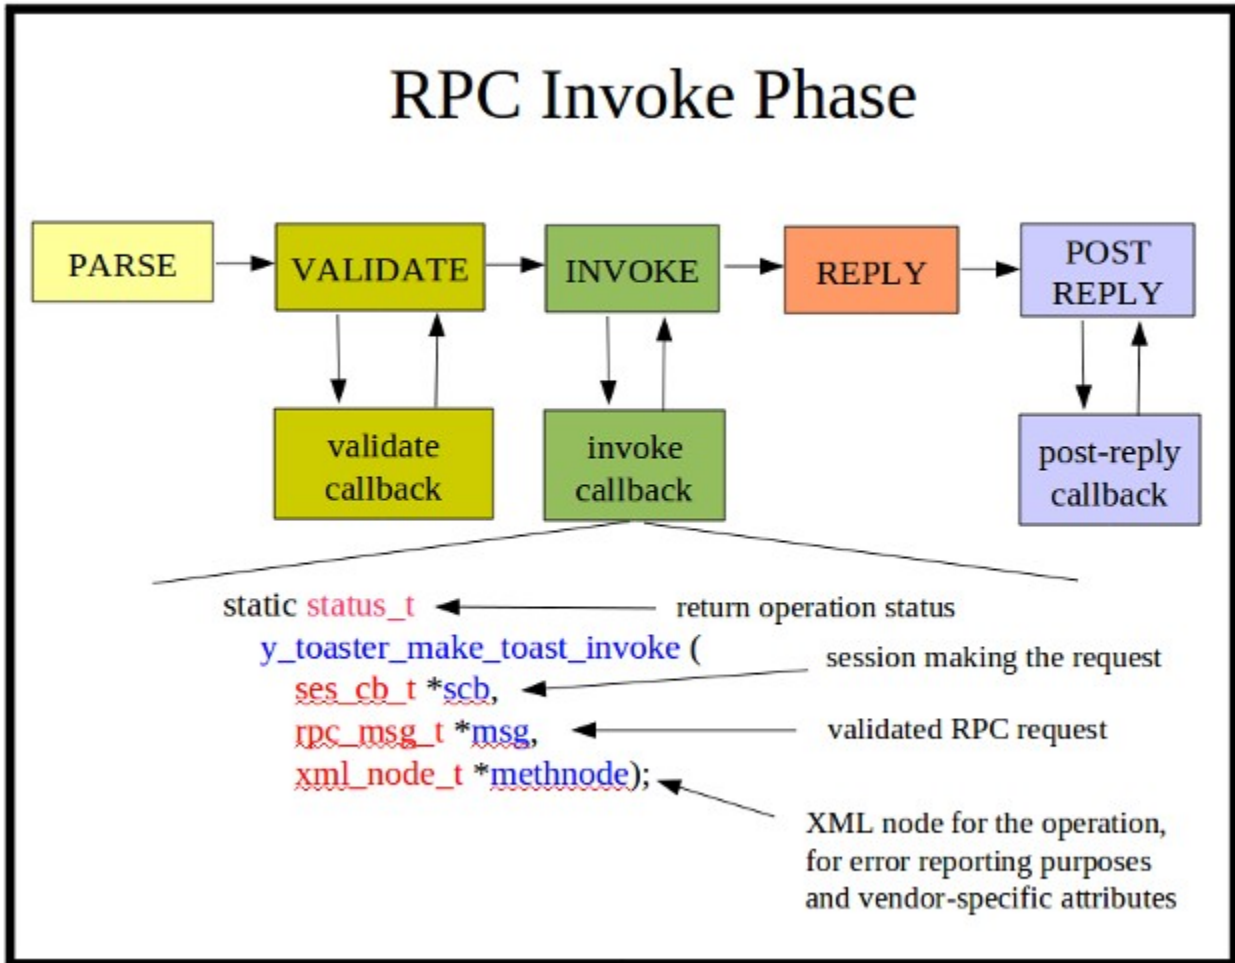 RPC Invoke Phase
PARSE
VALIDATE
INVOKE
REPLY
POST
REPLY
validate
callback
invoke
callback
post-reply
callback
static status_t
return operation status
y_toaster_make_toast_invoke (
session making the request
ses_cb_t *scb,
rpc_msg_t *msg,
validated RPC request
xml_node_t *methnode);
XML node for the operation,
for error reporting purposes
and vendor-specific attributes